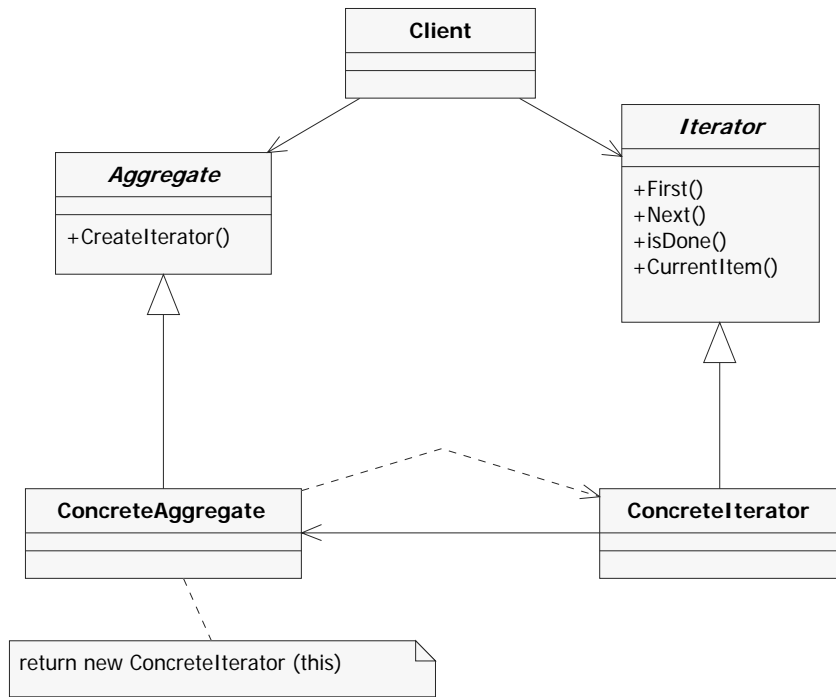 Client
Iterator
Aggregate
+First()
+Next()
+isDone()
+CurrentItem()
+CreateIterator()
ConcreteAggregate
ConcreteIterator
return new ConcreteIterator (this)